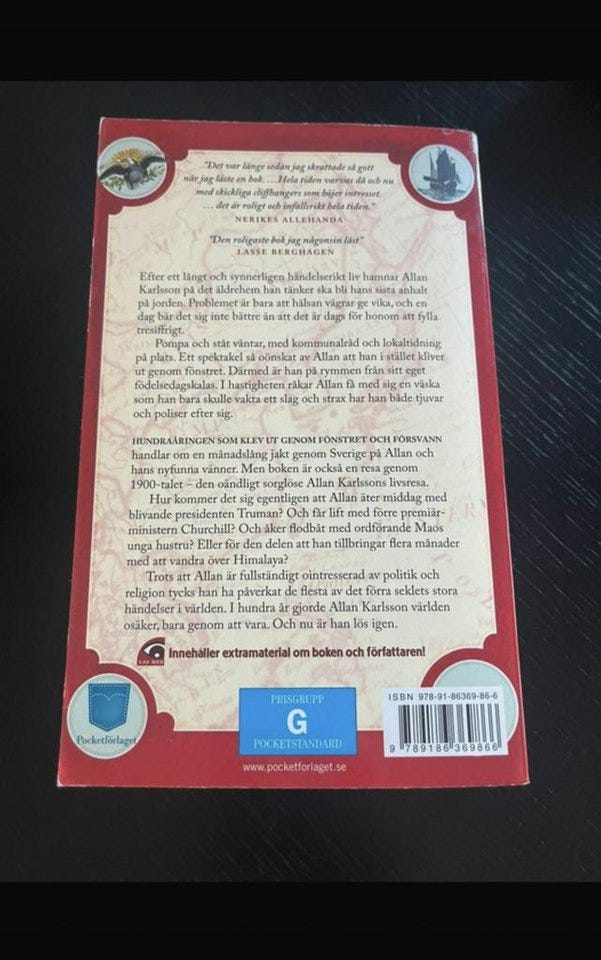 "Det var länge sedan jag skrattade så gott
när jag läste en bok. ... Hela tiden varvas då och nu
med skickliga cliffhangers som höjer intresset.
... det är roligt och infallsrikt hela tiden."
NERIKES ALLEHANDA
"Den roligaste bok jag någonsin läst"
LASSE BERGHAGEN
Efter ett långt och synnerligen händelserikt liv hamnar Allan
Karlsson på det äldrehem han tänker ska bli hans sista anhalt
på jorden. Problemet är bara att hälsan vägrar ge vika, och en
dag bär det sig inte bättre än att det är dags för honom att fylla
tresiffrigt.
Pompa och ståt väntar, med kommunalråd och lokaltidning
på plats. Ett spektakel så oönskat av Allan att han i stället kliver
ut genom fönstret. Därmed är han på rymmen från sitt eget
födelsedagskalas. I hastigheten råkar Allan få med sig en väska
som han bara skulle vakta ett slag och strax har han både tjuvar
och poliser efter sig.
HUNDRAÅRINGEN SOM KLEV UT GENOM FÖNSTRET OCH FÖRSVANN
handlar om en månadslång jakt genom Sverige på Allan och
hans nyfunna vänner. Men boken är också en resa genom
1900-talet – den oändligt sorglöse Allan Karlssons livsresa.
Hur kommer det sig egentligen att Allan äter middag med
blivande presidenten Truman? Och får lift med förre premiär-
ministern Churchill? Och åker flodbåt med ordförande Maos
unga hustru? Eller för den delen att han tillbringar flera månader
med att vandra över Himalaya?
Trots att Allan är fullständigt ointresserad av politik och
religion tycks han ha påverkat de flesta av det förra seklets stora
händelser i världen. I hundra år gjorde Allan Karlsson världen
osäker, bara genom att vara. Och nu är han lös igen.
LÄS MER
Innehåller extramaterial om boken och författaren!
Pocketförlaget
PRISGRUPP
G
POCKETSTANDARD
www.pocketforlaget.se
ISBN 978-91-86369-86-6
9 789186 369866